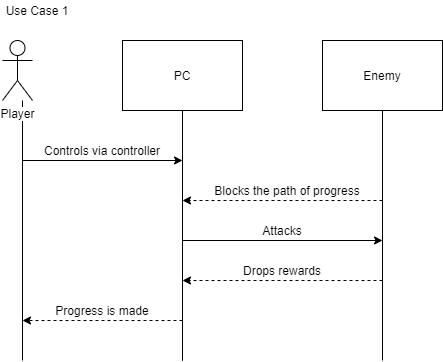 Use Case 1
PC
Enemy
Player
Controls via controller
Blocks the path of progress
Attacks
Drops rewards
Progress is made